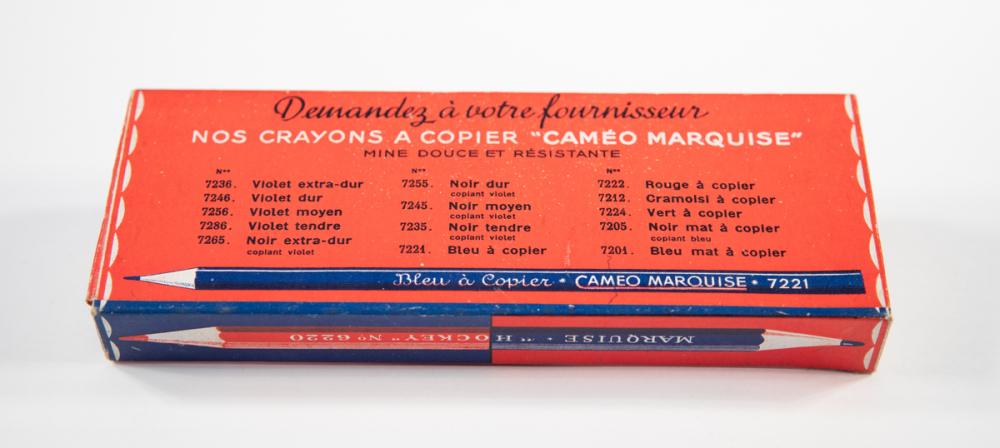 Demandez à votre fournisseur
NOS CRAYONS A COPIER "CAMÉO MARQUISE"
MINE DOUCE ET RÉSISTANTE
Nos
7236. Violet extra-dur
7246. Violet dur
7256. Violet moyen
7286. Violet tendre
7265. Noir extra-dur
copiant violet
Nos
7255. Noir dur
copiant violet
7245. Noir moyen
copiant violet
7235. Noir tendre
copiant violet
7221. Bleu à copier
Nos
7222. Rouge à copier
7212. Cramoisi à copier
7224. Vert à copier
7205. Noir mat à copier
copiant bleu
7201. Bleu mat à copier
Bleu à Copier · CAMEO MARQUISE · 7221
MARQUISE · "HOCKEY" No 6220